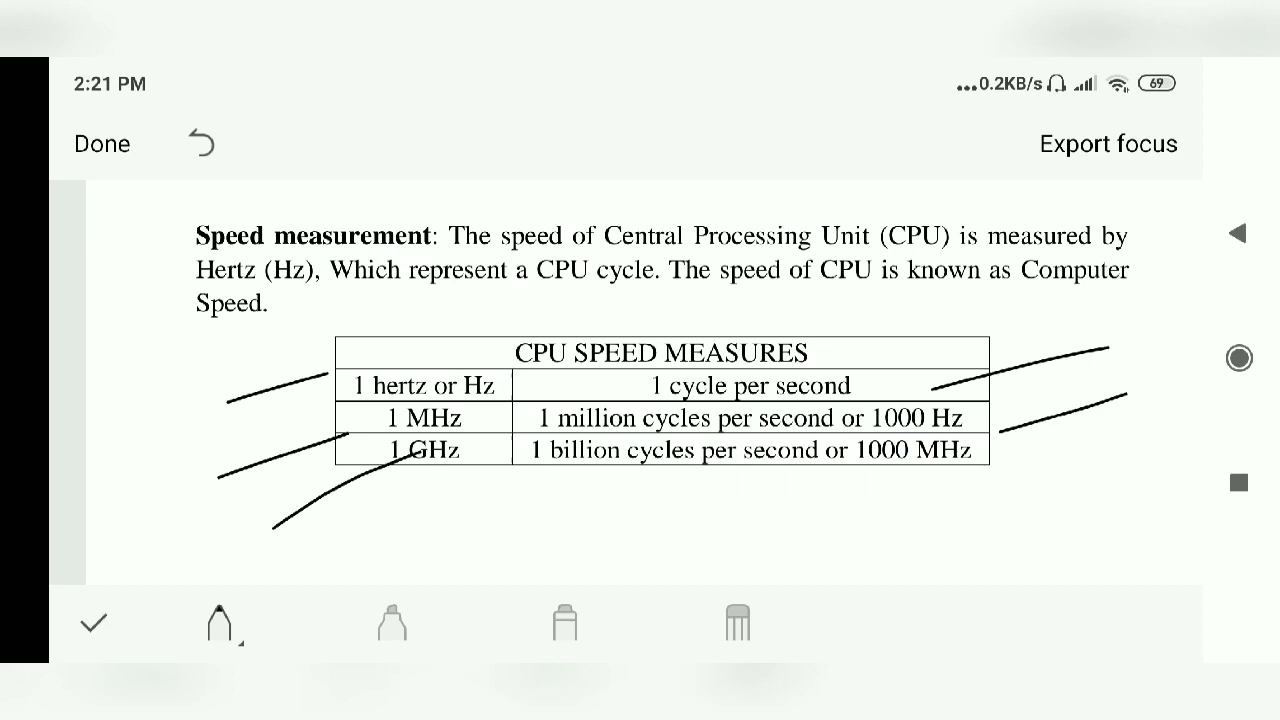 2:21 PM
...0.2KB/s 69
Done
Export focus
Speed measurement: The speed of Central Processing Unit (CPU) is measured by
Hertz (Hz), Which represent a CPU cycle. The speed of CPU is known as Computer
Speed.
CPU SPEED MEASURES
1 hertz or Hz 1 cycle per second
1 MHz 1 million cycles per second or 1000 Hz
1 GHz 1 billion cycles per second or 1000 MHz